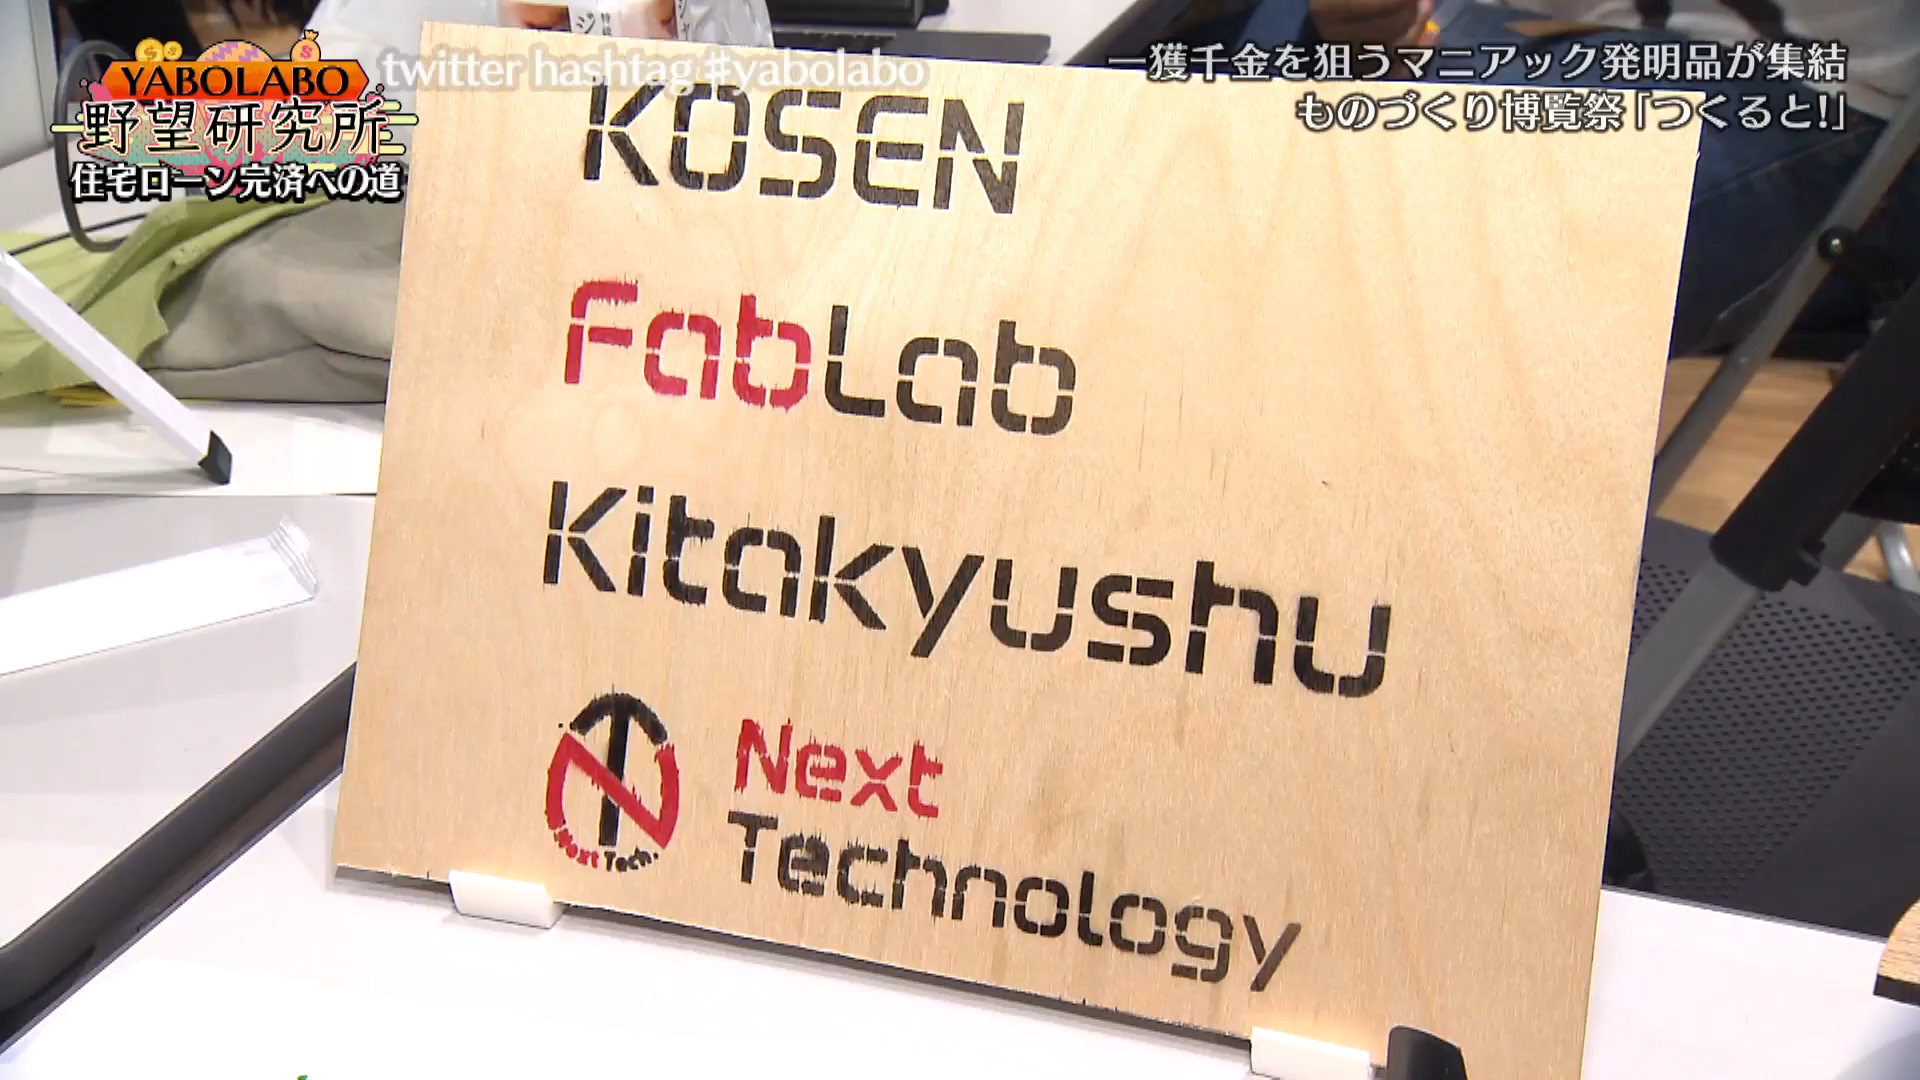 YABOLABO
野望研究所
住宅ローン完済への道
twitter hashtag #yabolabo
一獲千金を狙うマニアック発明品が集結
ものづくり博覧祭「つくると!」
KOSEN
FabLab
Kitakyushu
Next Tech.
Next
Technology